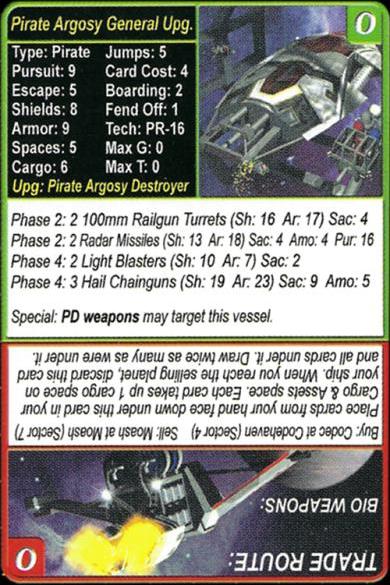 Pirate Argosy General Upg.
0
Type: Pirate Jumps: 5
Pursuit: 9 Card Cost: 4
Escape: 5 Boarding: 2
Shields: 8 Fend Off: 1
Armor: 9 Tech: PR-16
Spaces: 5 Max G: 0
Cargo: 6 Max T: 0
Upg: Pirate Argosy Destroyer
Phase 2: 2 100mm Railgun Turrets (Sh: 16 Ar: 17) Sac: 4
Phase 2: 2 Radar Missiles (Sh: 13 Ar: 18) Sac: 4 Amo: 4 Pur: 16
Phase 4: 2 Light Blasters (Sh: 10 Ar: 7) Sac: 2
Phase 4: 3 Hail Chainguns (Sh: 19 Ar: 23) Sac: 9 Amo: 5
Special: PD weapons may target this vessel.
TRADE ROUTE:
0
BIO WEAPONS:
Buy: Codec at Codehaven (Sector 4) Sell: Moash at Moash (Sector 7)
Place cards from your hand face down under this card in your
Cargo & Assets space. Each card takes up 1 cargo space on
your ship. When you reach the selling planet, discard this card
and all cards under it. Draw twice as many as were under it.